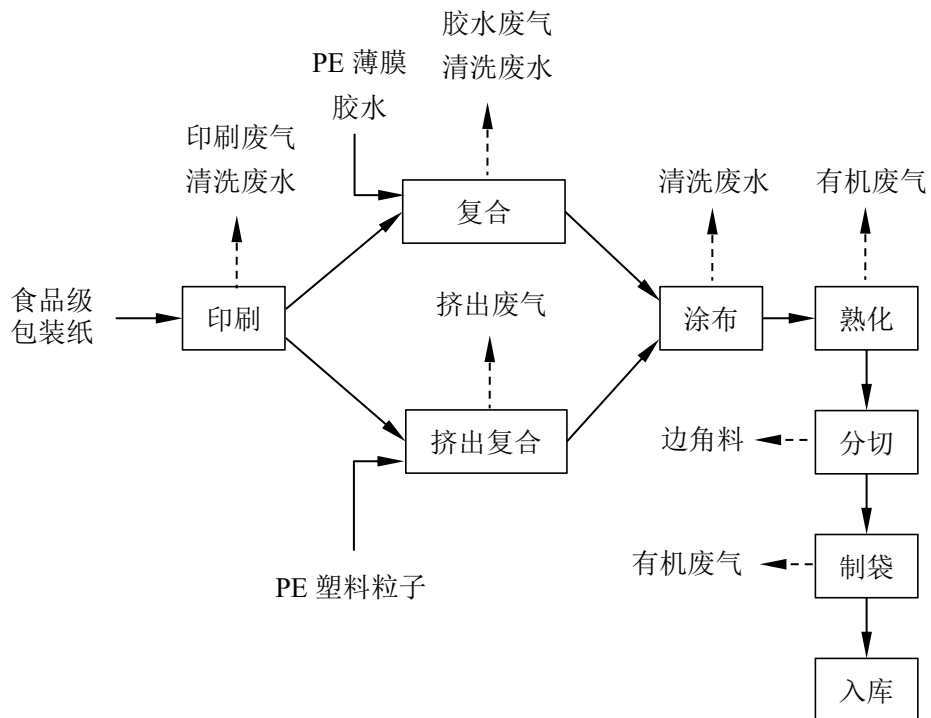 胶水废气
清洗废水
PE 薄膜
胶水
印刷废气
清洗废水
复合
清洗废水
有机废气
食品级
包装纸
印刷
挤出废气
涂布
熟化
挤出复合
边角料
分切
PE 塑料粒子
有机废气
制袋
入库